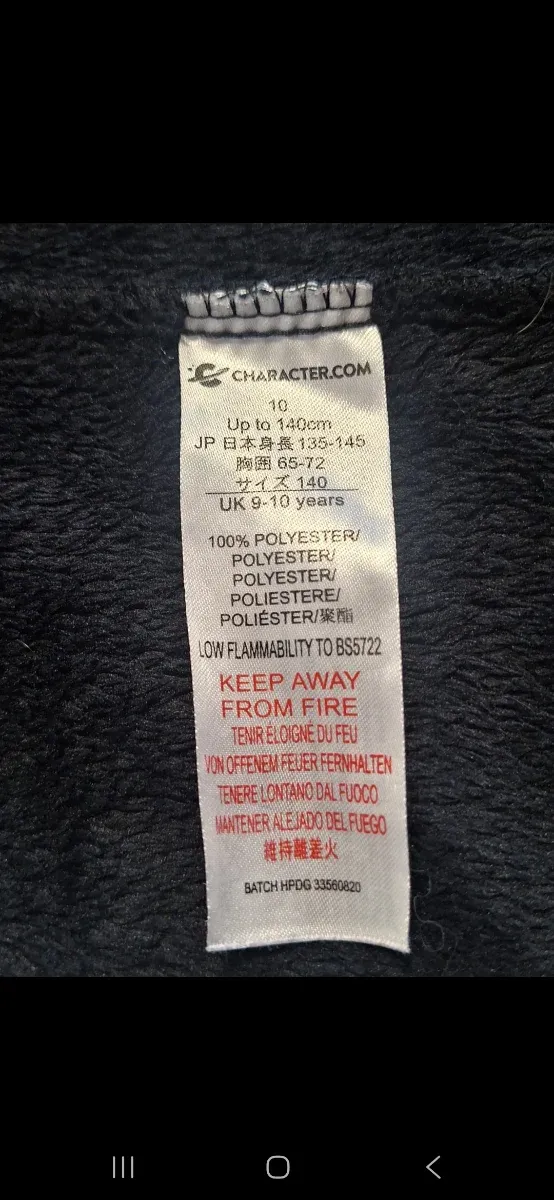 CHARACTER.COM
10
Up to 140cm
JP 日本身長 135-145
胸囲 65-72
サイズ 140
UK 9-10 years
100% POLYESTER/
POLYESTER/
POLYESTER/
POLIESTERE/
POLIÉSTER/聚酯
LOW FLAMMABILITY TO BS5722
KEEP AWAY
FROM FIRE
TENIR ÉLOIGNÉ DU FEU
VON OFFENEM FEUER FERNHALTEN
TENERE LONTANO DAL FUOCO
MANTENER ALEJADO DEL FUEGO
維持離差火
BATCH HPDG 33560820